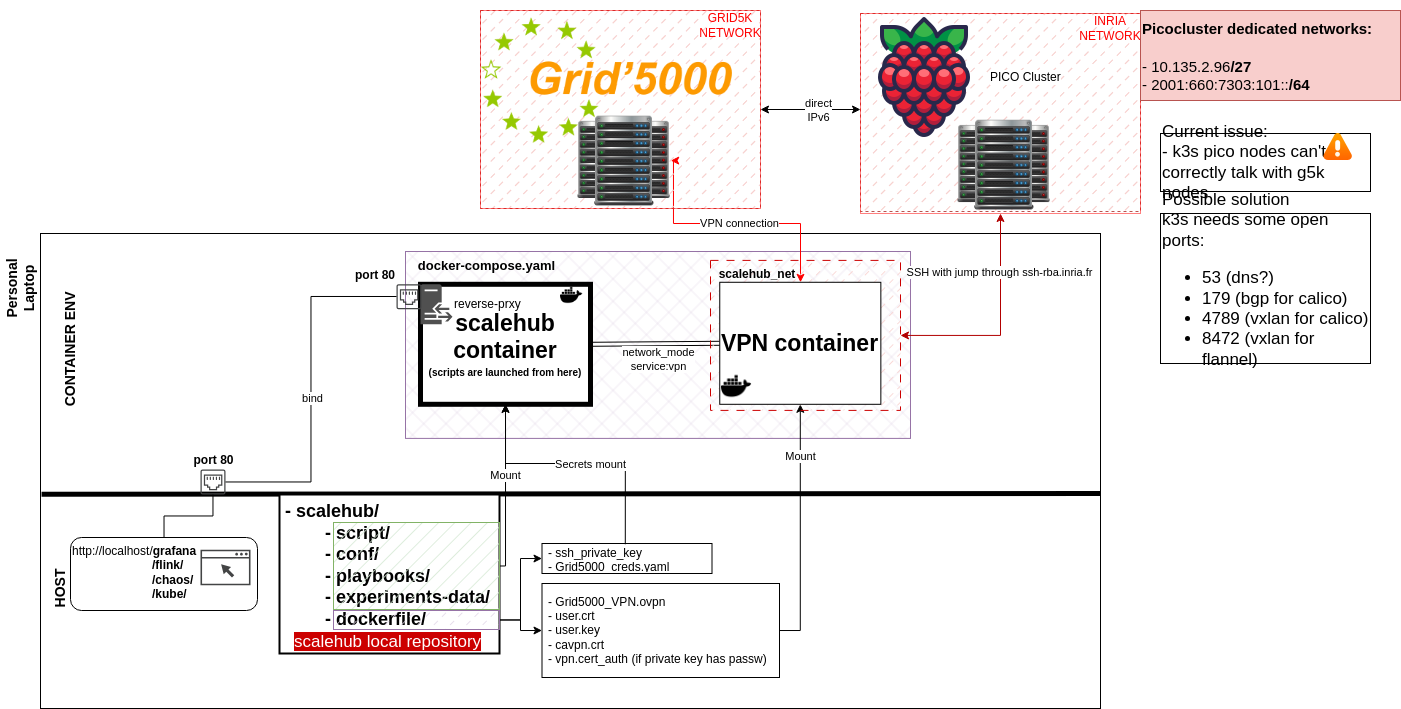 GRID5K
NETWORK
Grid’5000
direct
IPv6
INRIA
NETWORK
PICO Cluster
Picocluster dedicated networks:
- 10.135.2.96/27
- 2001:660:7303:101::/64
Current issue:
- k3s pico nodes can't
correctly talk with g5k
nodes
Possible solution
k3s needs some open
ports:
• 53 (dns?)
• 179 (bgp for calico)
• 4789 (vxlan for calico)
• 8472 (vxlan for
flannel)
VPN connection
SSH with jump through ssh-rba.inria.fr
Personal
Laptop
CONTAINER ENV
port 80
docker-compose.yaml
reverse-prxy
scalehub
container
(scripts are launched from here)
network_mode
service:vpn
scalehub_net
VPN container
bind
Mount
Secrets mount
Mount
port 80
HOST
http://localhost/grafana
/flink/
/chaos/
/kube/
- scalehub/
- script/
- conf/
- playbooks/
- experiments-data/
- dockerfile/
scalehub local repository
- ssh_private_key
- Grid5000_creds.yaml
- Grid5000_VPN.ovpn
- user.crt
- user.key
- cavpn.crt
- vpn.cert_auth (if private key has passw)